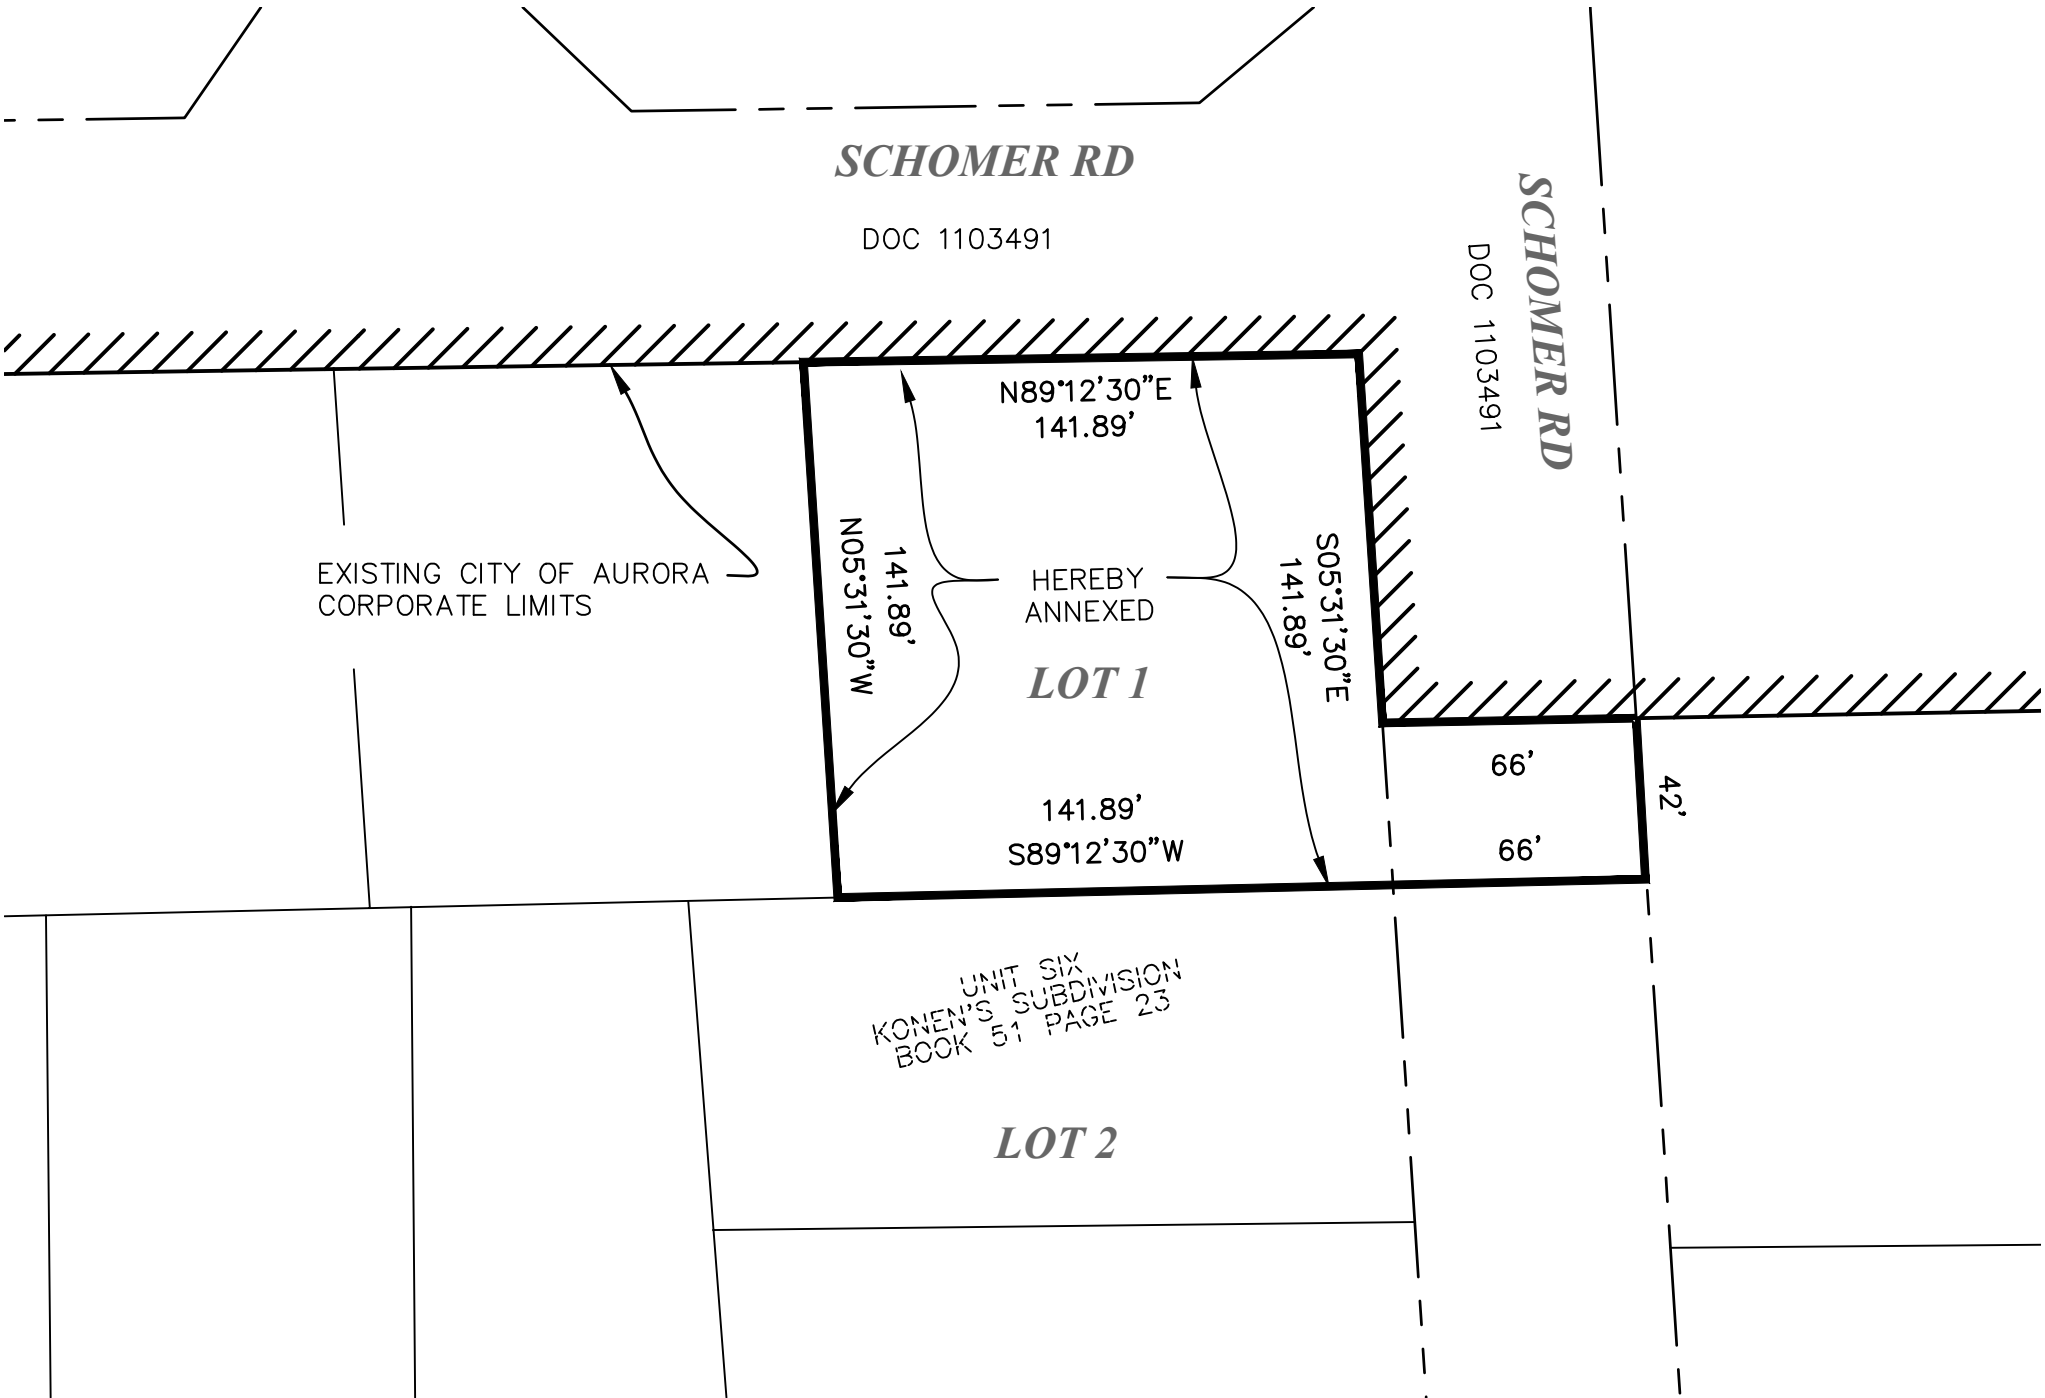 SCHOMER RD
DOC 1103491
SCHOMER RD
DOC 1103491
N89°12'30"E
141.89'
EXISTING CITY OF AURORA
CORPORATE LIMITS
141.89'
N05°31'30"W
HEREBY
ANNEXED
S05°31'30"E
141.89'
LOT 1
66'
42'
141.89'
S89°12'30"W
66'
UNIT SIX
KONEN'S SUBDIVISION
BOOK 51 PAGE 23
LOT 2